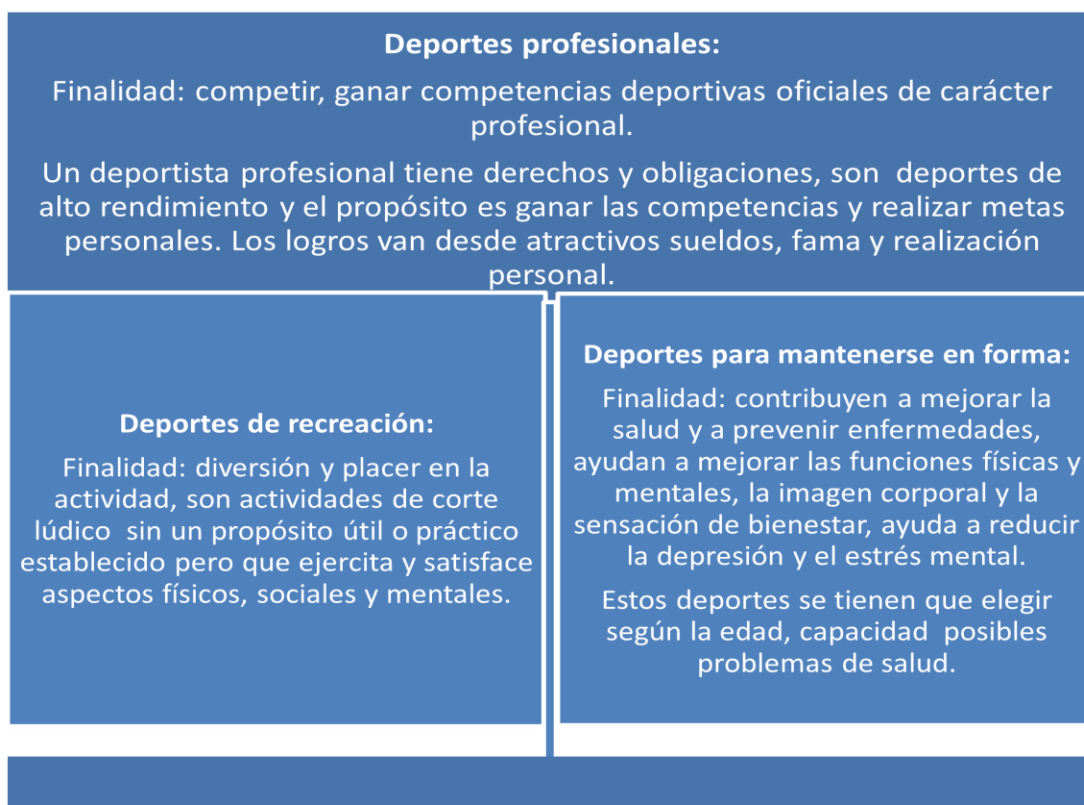 Deportes profesionales:
Finalidad: competir, ganar competencias deportivas oficiales de carácter
profesional.
Un deportista profesional tiene derechos y obligaciones, son deportes de
alto rendimiento y el propósito es ganar las competencias y realizar metas
personales. Los logros van desde atractivos sueldos, fama y realización
personal.
Deportes de recreación:
Finalidad: diversión y placer en la
actividad, son actividades de corte
lúdico sin un propósito útil o práctico
establecido pero que ejercita y satisface
aspectos físicos, sociales y mentales.
Deportes para mantenerse en forma:
Finalidad: contribuyen a mejorar la
salud y a prevenir enfermedades,
ayudan a mejorar las funciones físicas y
mentales, la imagen corporal y la
sensación de bienestar, ayuda a reducir
la depresión y el estrés mental.
Estos deportes se tienen que elegir
según la edad, capacidad posibles
problemas de salud.